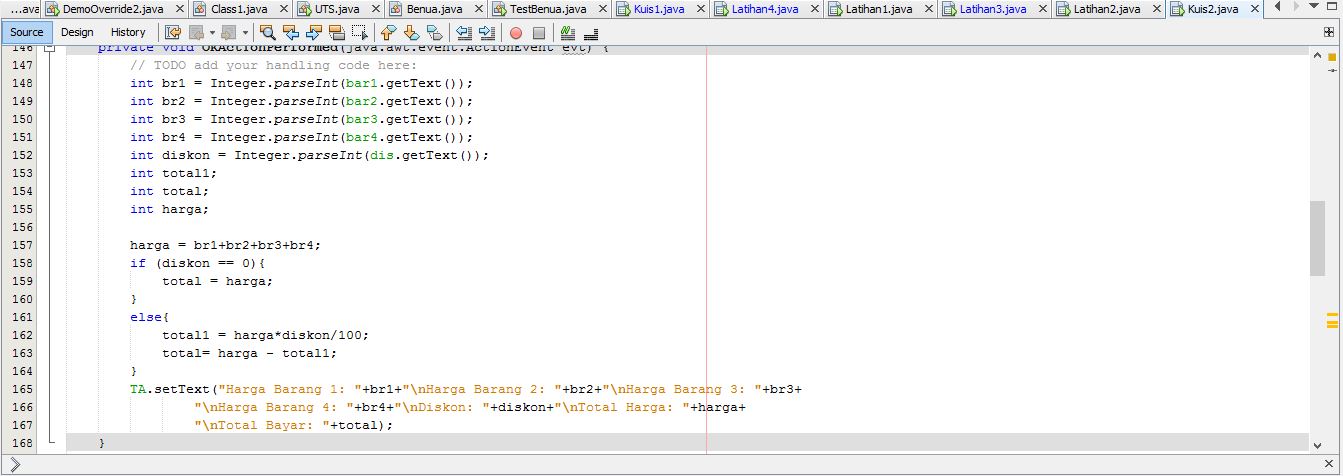 ...ava DemoOverride2.java Class1.java UTS.java Benua.java TestBenua.java Kuis1.java Latihan4.java Latihan1.java Latihan3.java Latihan2.java Kuis2.java
Source Design History
146 private void OKActionPerformed(java.awt.event.ActionEvent evt) {
147 // TODO add your handling code here:
148 int br1 = Integer.parseInt(bar1.getText());
149 int br2 = Integer.parseInt(bar2.getText());
150 int br3 = Integer.parseInt(bar3.getText());
151 int br4 = Integer.parseInt(bar4.getText());
152 int diskon = Integer.parseInt(dis.getText());
153 int total1;
154 int total;
155 int harga;
156
157 harga = br1+br2+br3+br4;
158 if (diskon == 0){
159 total = harga;
160 }
161 else{
162 total1 = harga*diskon/100;
163 total= harga - total1;
164 }
165 TA.setText("Harga Barang 1: "+br1+"\nHarga Barang 2: "+br2+"\nHarga Barang 3: "+br3+
166 "\nHarga Barang 4: "+br4+"\nDiskon: "+diskon+"\nTotal Harga: "+harga+
167 "\nTotal Bayar: "+total);
168 }